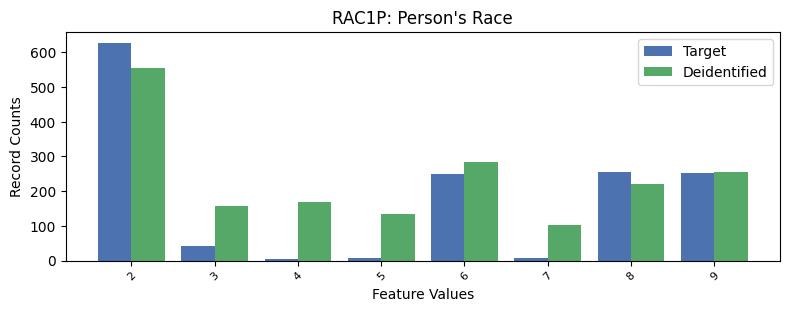 RAC1P: Person's Race
Target
Deidentified
Record Counts
600
500
400
300
200
100
0
2 3 4 5 6 7 8 9
Feature Values